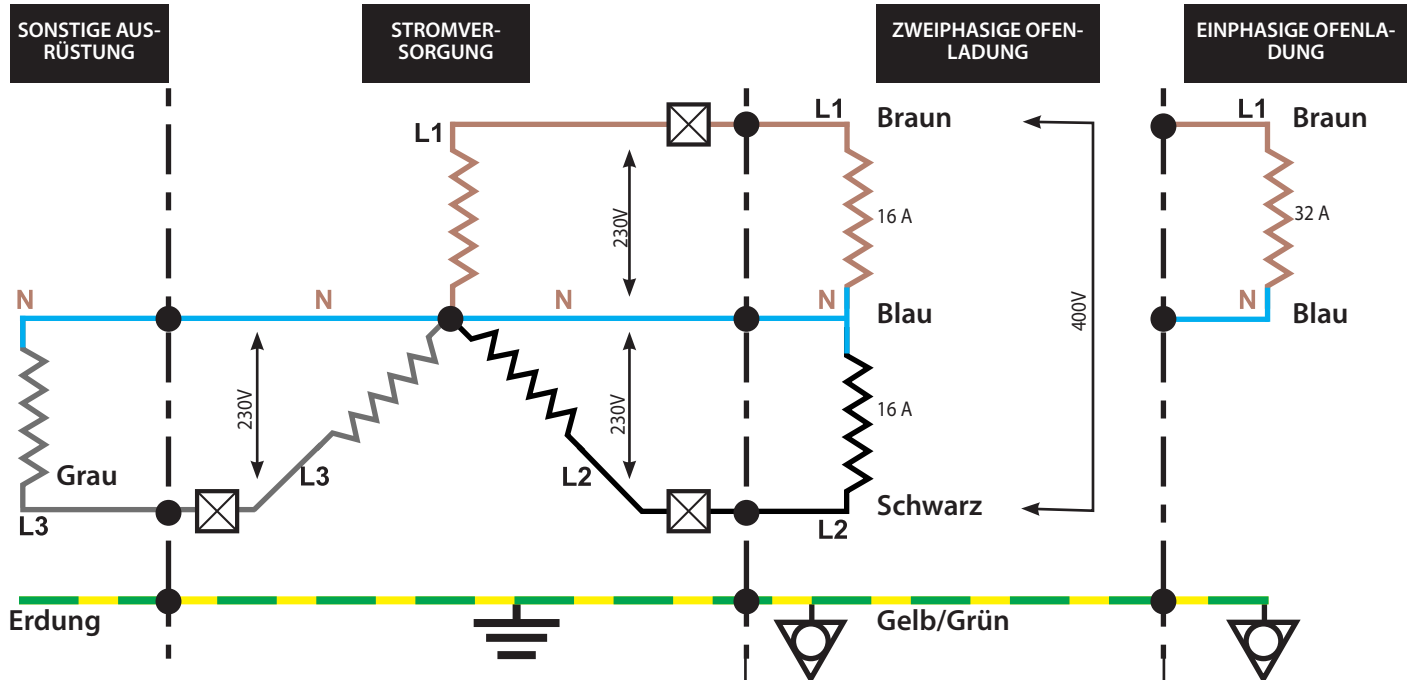 SONSTIGE AUS-
RÜSTUNG
STROMVER-
SORGUNG
ZWEIPHASIGE OFEN-
LADUNG
EINPHASIGE OFENLA-
DUNG
L1
L1
Braun
L1
Braun
230V
16 A
32 A
N
N
N
N
Blau
400V
N
Blau
230V
230V
16 A
Grau
L3
L2
L3
L2
Schwarz
Erdung
Gelb/Grün